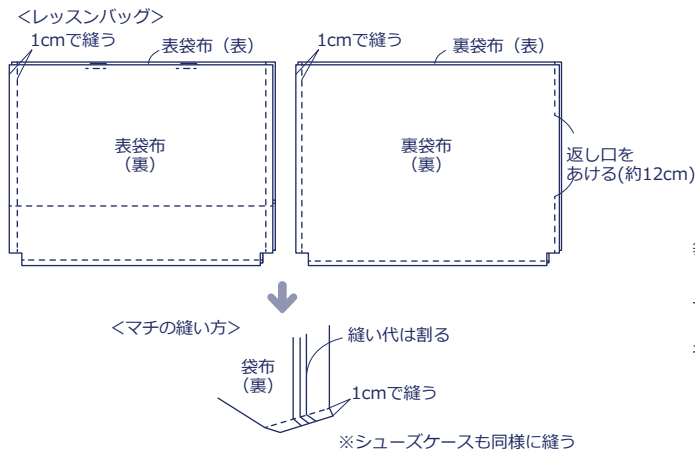 ＜レッスンバッグ＞
1cmで縫う
表袋布（表）
表袋布
（裏）
1cmで縫う
裏袋布（表）
裏袋布
（裏）
返し口を
あける(約12cm)
＜マチの縫い方＞
袋布
（裏）
縫い代は割る
1cmで縫う
※シューズケースも同様に縫う